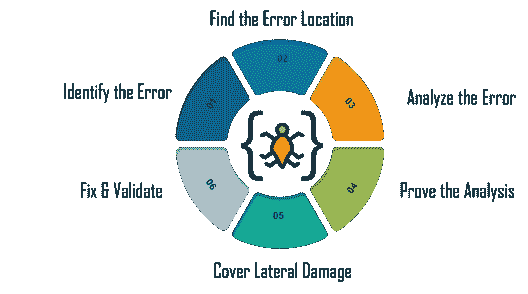 Find the Error Location
Identify the Error
Analyze the Error
Fix & Validate
Prove the Analysis
Cover Lateral Damage
01
02
03
04
05
06
{ }